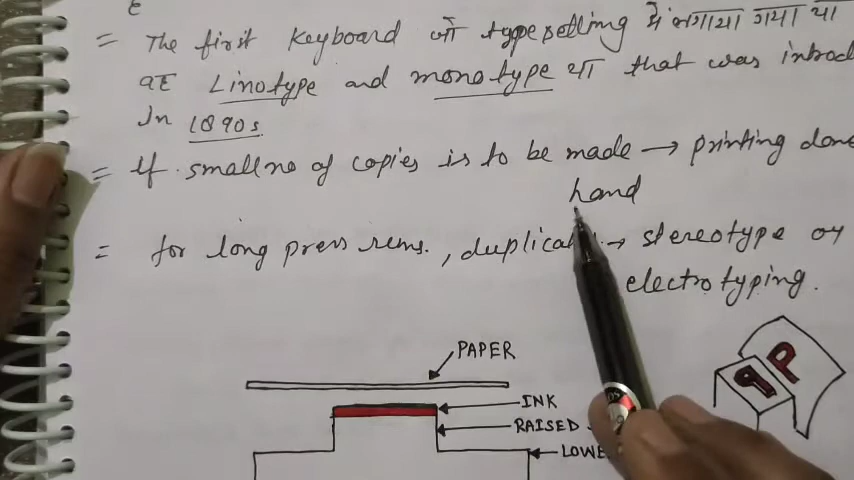 = The first keyboard जो typesetting में लगाया गया था
वह Linotype and monotype था that was introd
In 1890s
= If small no of copies is to be made → printing done
hand
= for long press runs, duplicat → stereotype or
electrotyping.
PAPER
INK
RAISED
LOWE
P